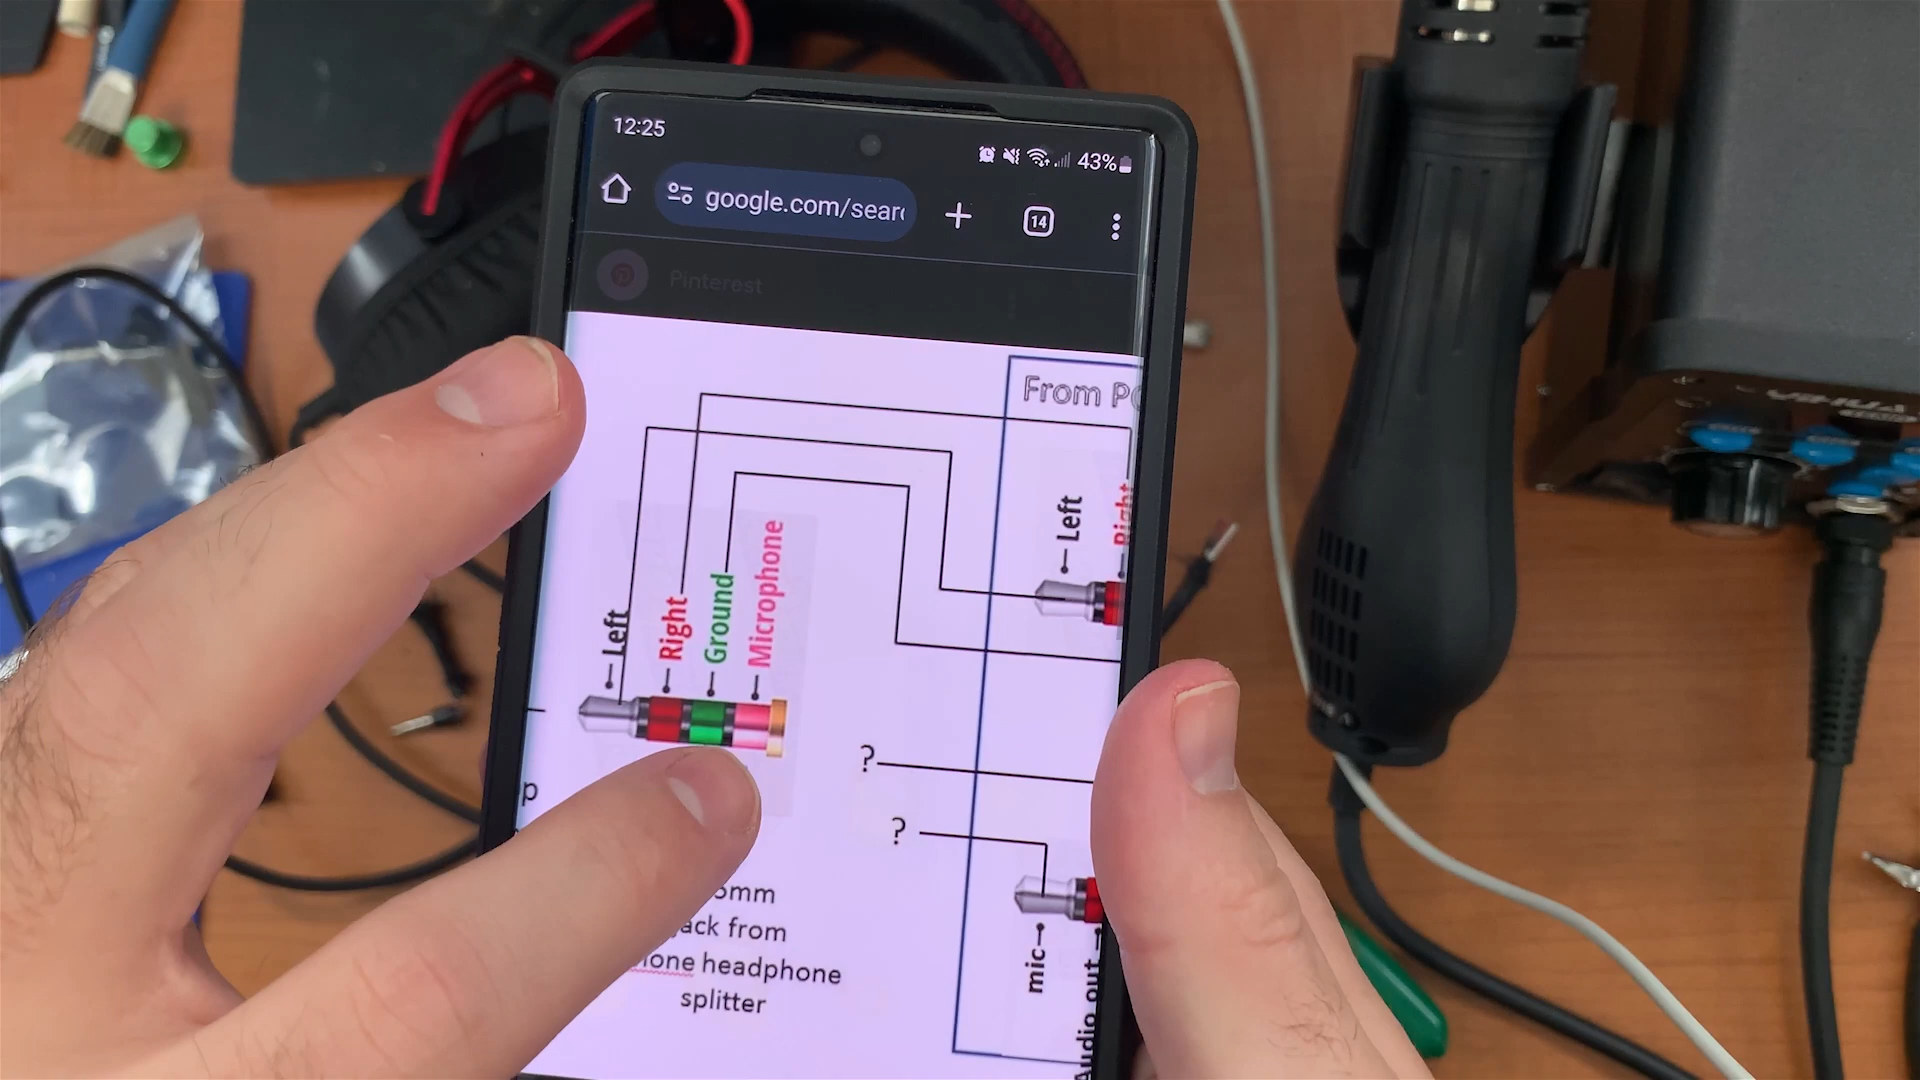 12:25
43%
google.com/sear
14
Pinterest
From P
Left
Right
Left
Right
Ground
Microphone
?
?
p
mm
ack from
one headphone
splitter
mic
Audio out